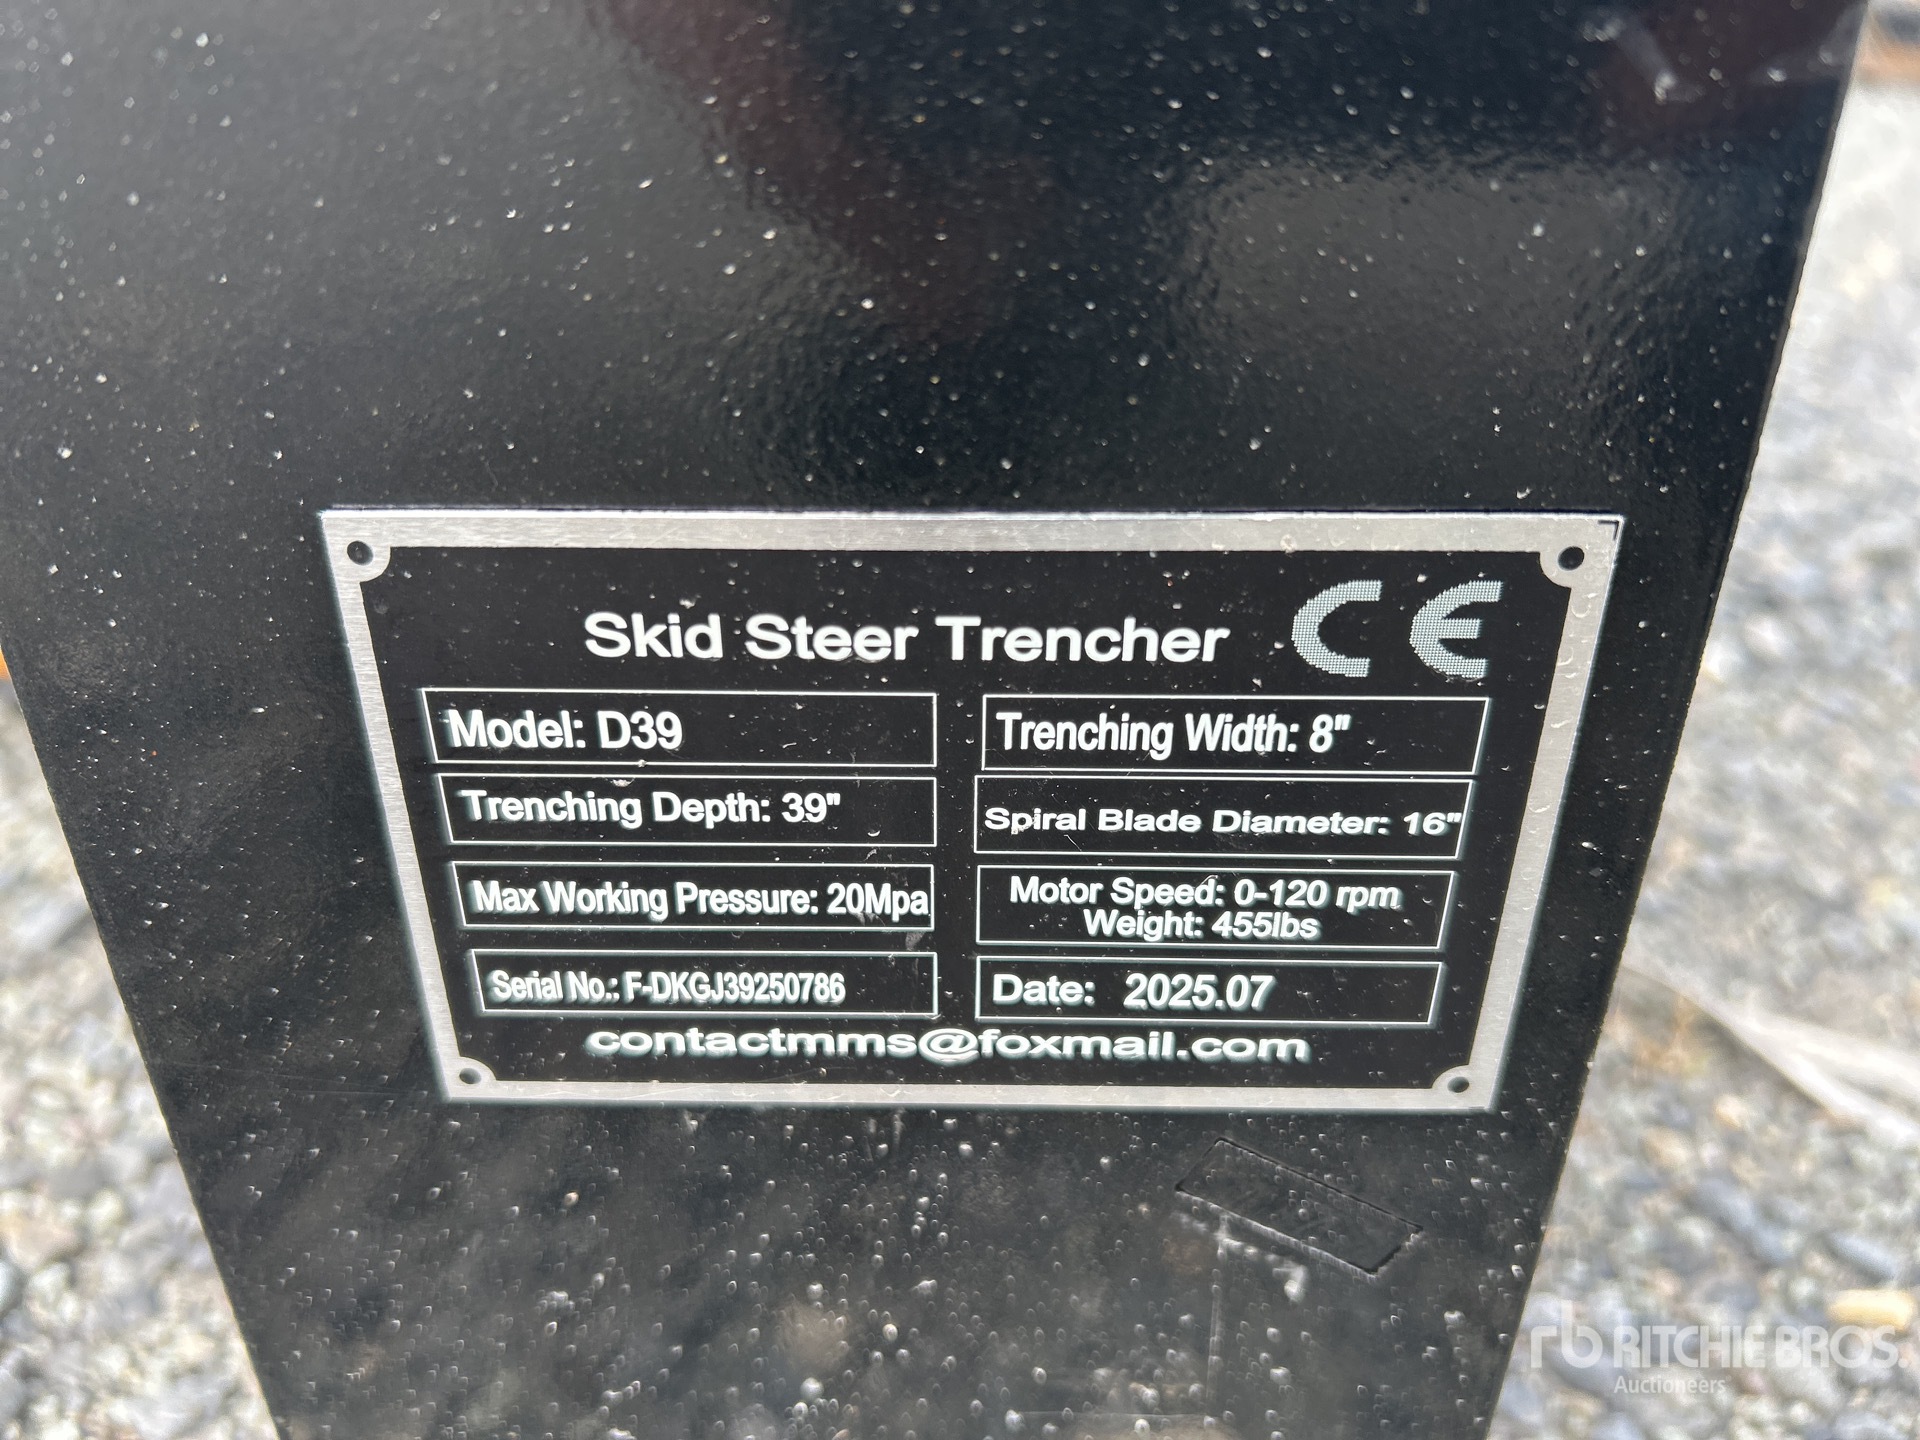 Skid Steer Trencher CE
Model: D39
Trenching Width: 8"
Trenching Depth: 39"
Spiral Blade Diameter: 16"
Max Working Pressure: 20Mpa
Motor Speed: 0-120 rpm
Weight: 455lbs
Serial No.: F-DKGJ39250786
Date: 2025.07
contactmms@foxmail.com
rb RITCHIE BROS.
Auctioneers